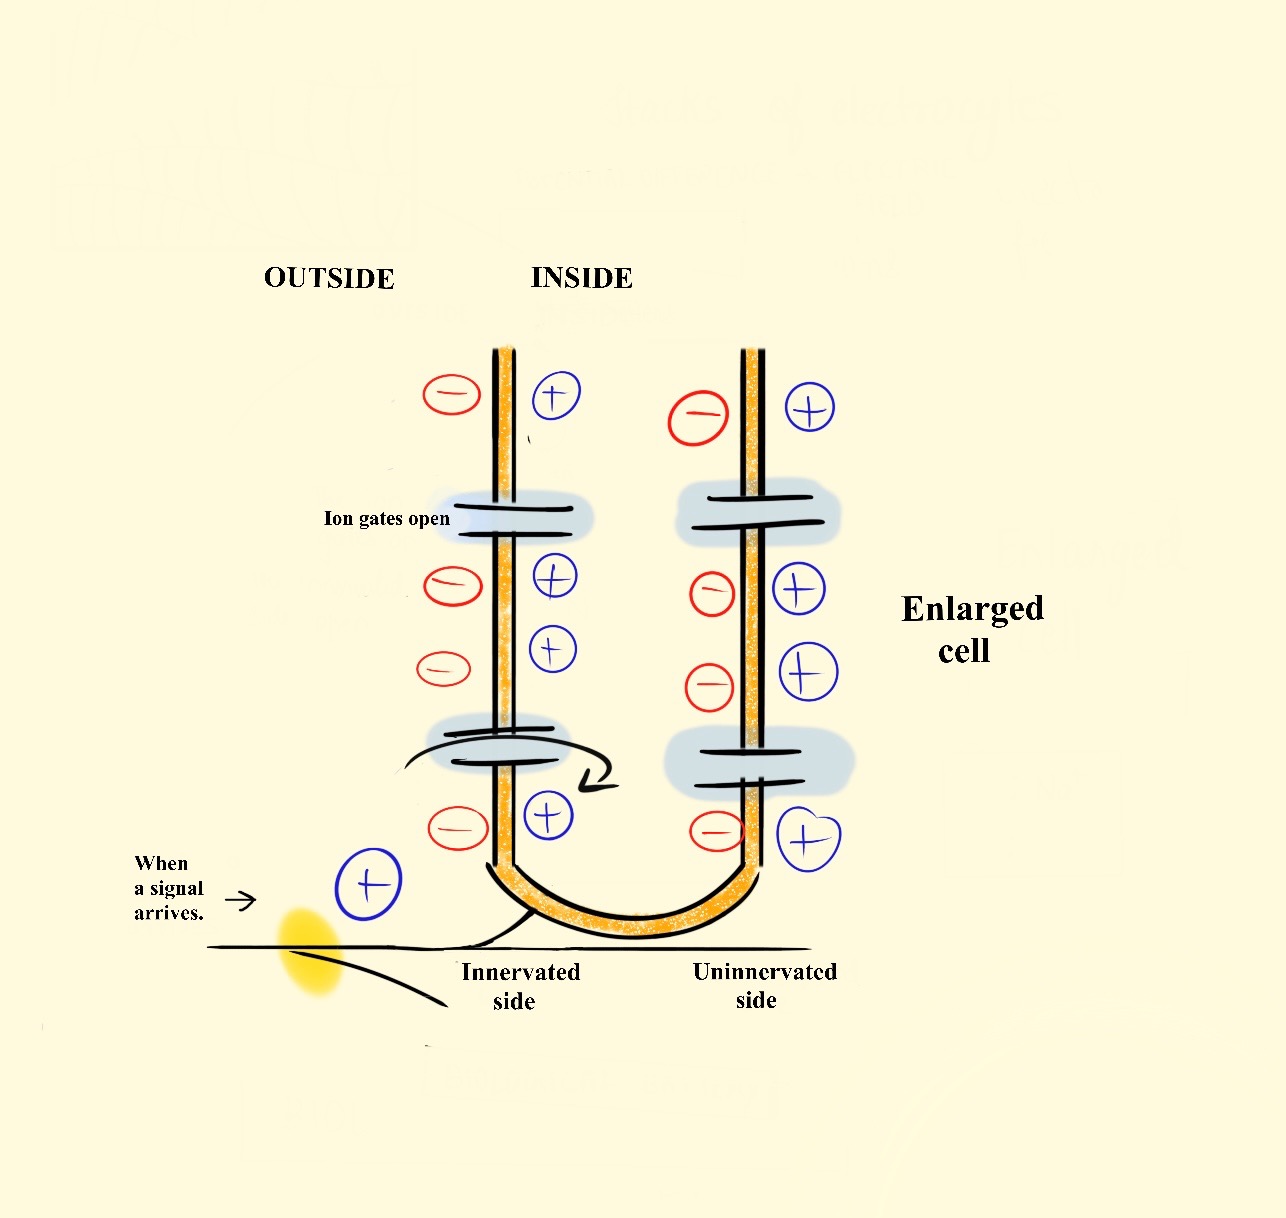 OUTSIDE INSIDE
Ion gates open
Enlarged
cell
When
a signal
arrives.
Innervated
side
Uninnervated
side